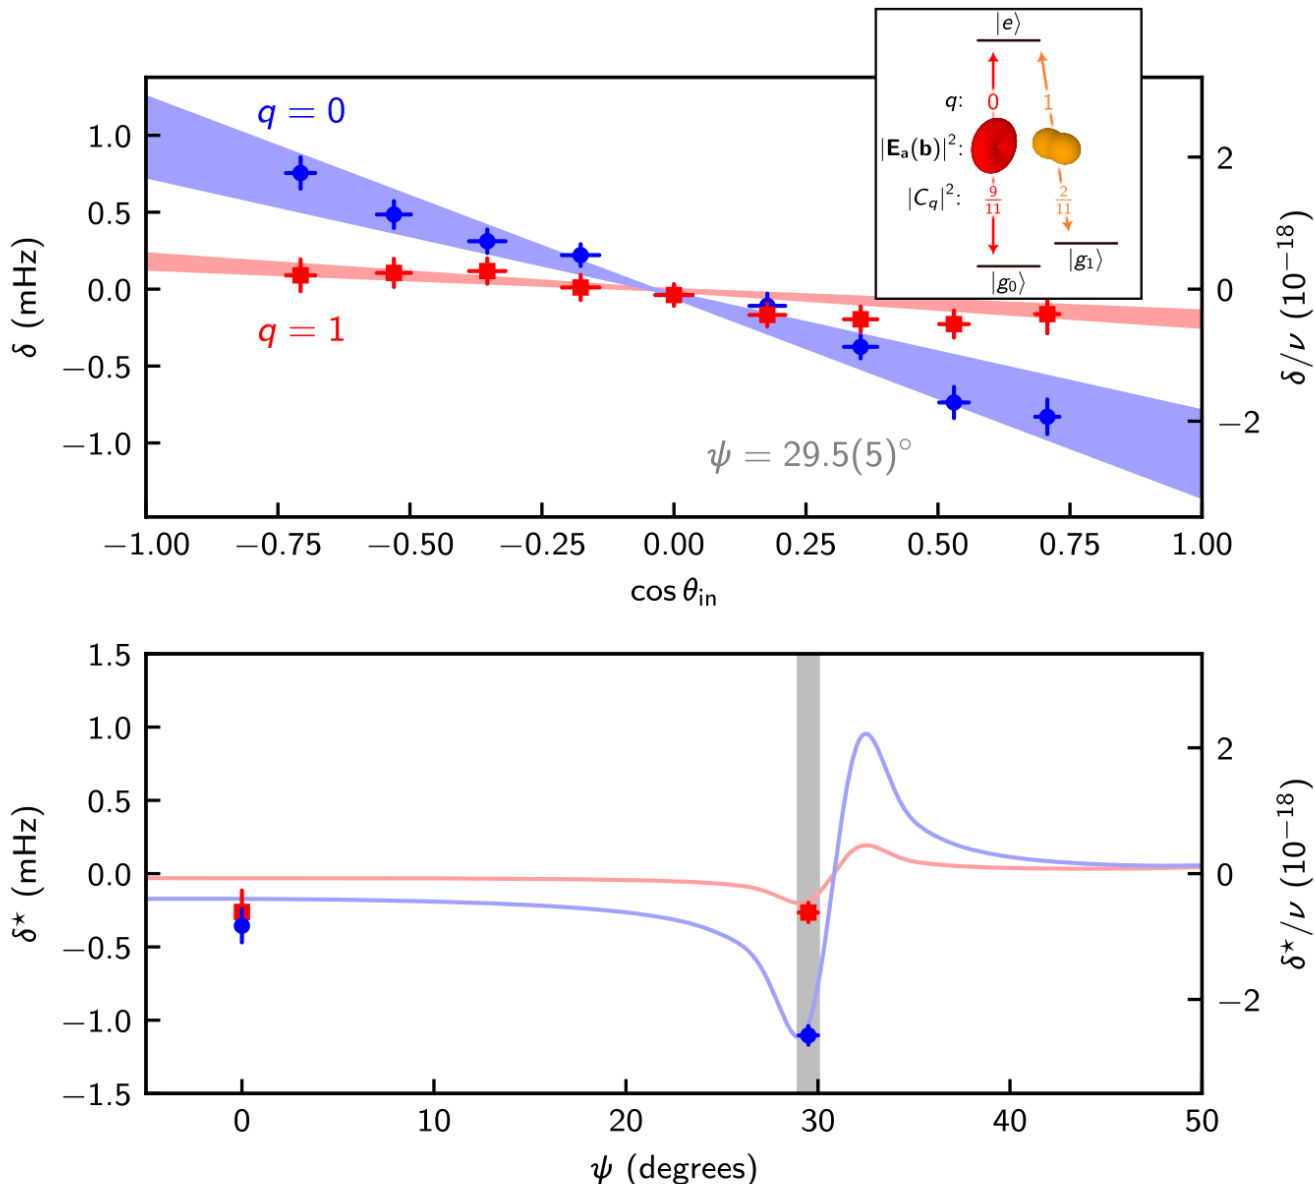 |e⟩
q: 0 1
|E_a(b)|²:
|C_q|²: 9/11 2/11
|g₁⟩
|g₀⟩
q = 0
q = 1
ψ = 29.5(5)°
1.0
0.5
0.0
−0.5
−1.0
δ (mHz)
2
0
−2
δ/ν (10⁻¹⁸)
−1.00 −0.75 −0.50 −0.25 0.00 0.25 0.50 0.75 1.00
cos θ_in
1.5
1.0
0.5
0.0
−0.5
−1.0
−1.5
δ⋆ (mHz)
2
0
−2
δ⋆/ν (10⁻¹⁸)
0 10 20 30 40 50
ψ (degrees)